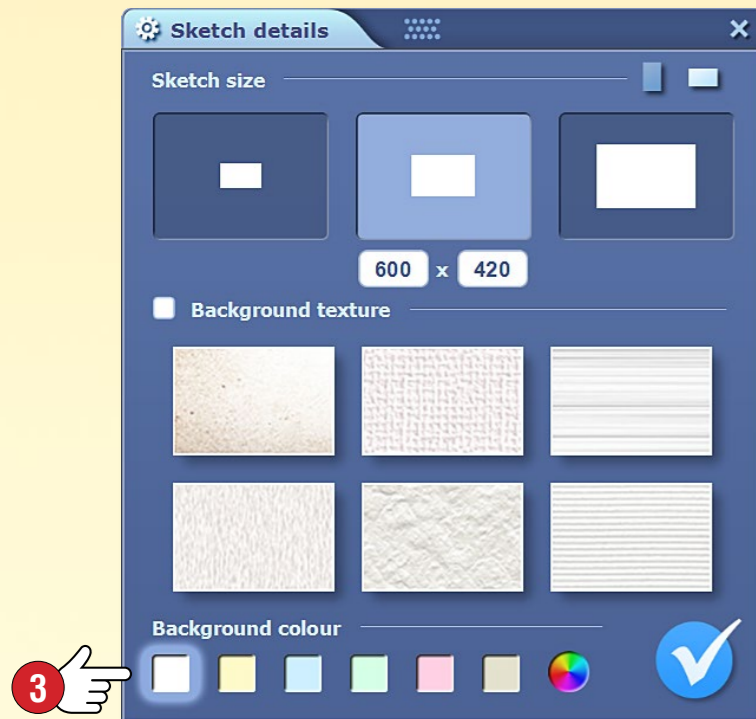 Sketch details
Sketch size
600 x 420
Background texture
Background colour
3